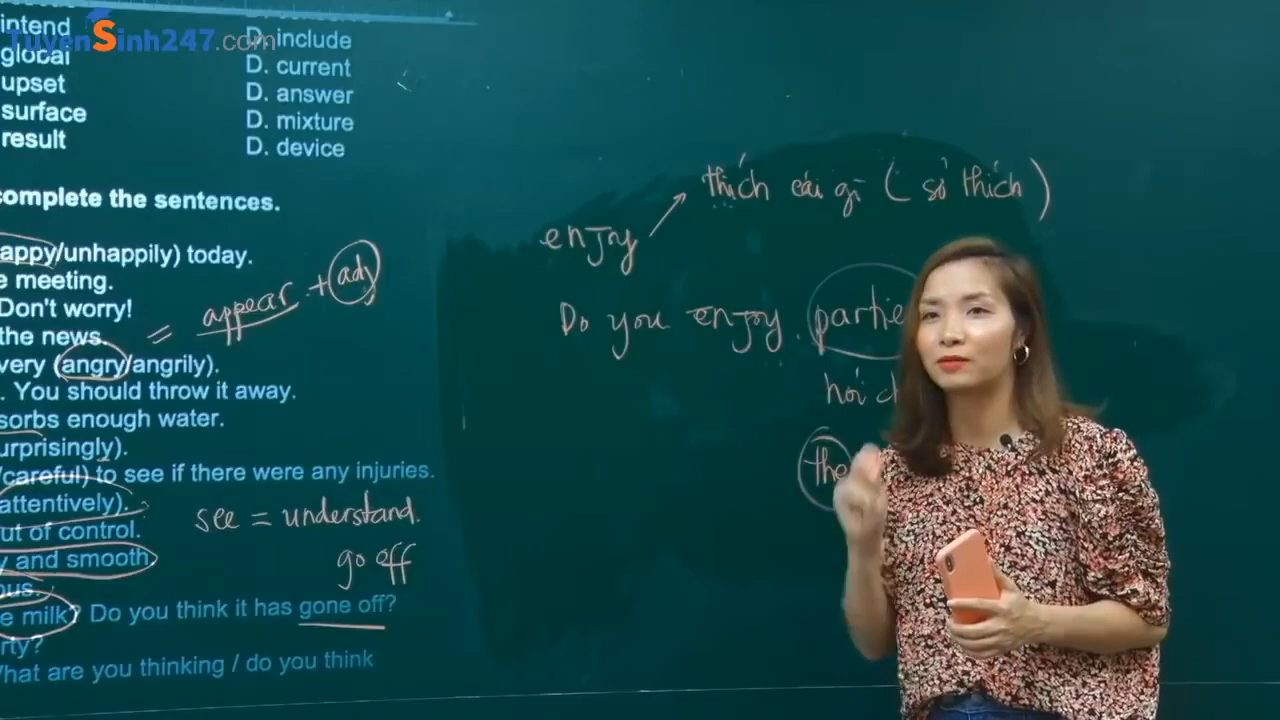 intend
D. include
TuyenSinh247.com
global
D. current
upset
D. answer
surface
D. mixture
result
D. device
complete the sentences.
appy/unhappily) today.
e meeting.
Don't worry!
the news.
= appear + adj
very (angry/angrily).
. You should throw it away.
sorbs enough water.
urprisingly).
/careful) to see if there were any injuries.
attentively).
ut of control.
see = understand.
y and smooth.
go off
ous.
e milk? Do you think it has gone off?
rty?
What are you thinking / do you think
thích cái gì (sở thích)
enjoy
Do you enjoy partie
hỏi ch
the